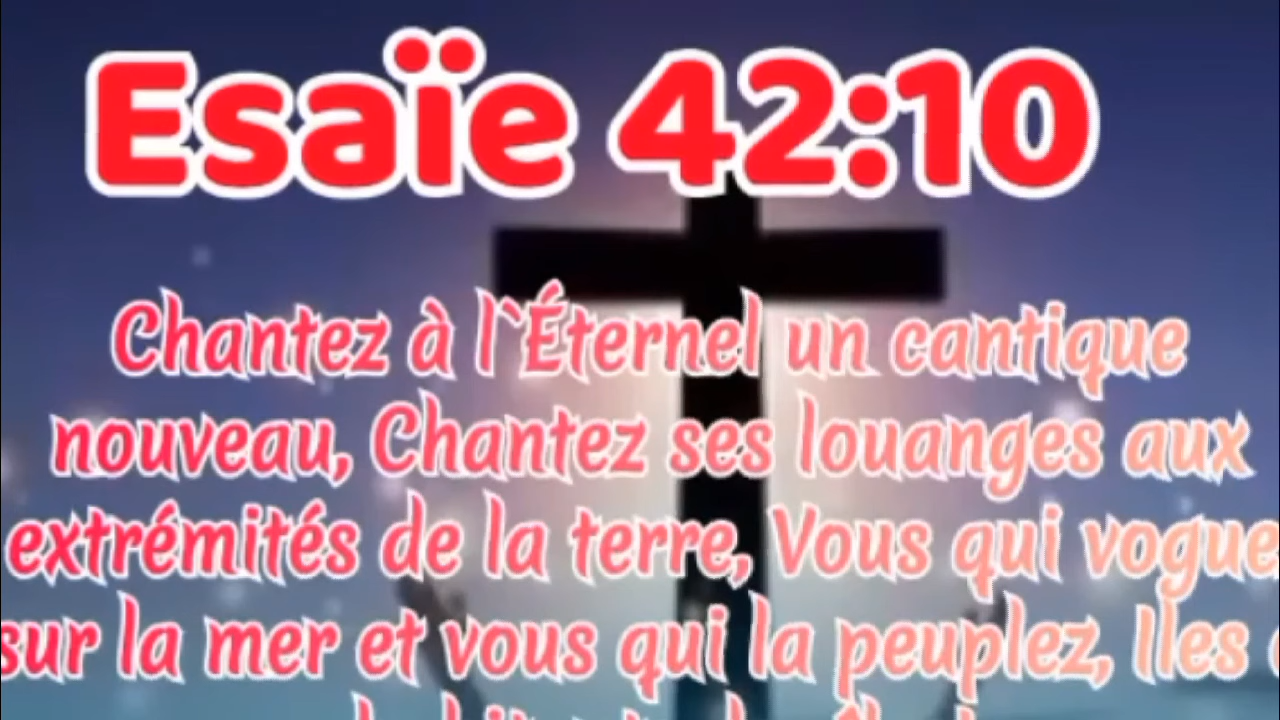 Esaïe 42:10
Chantez à l`Éternel un cantique
nouveau, Chantez ses louanges aux
extrémités de la terre, Vous qui vogue
sur la mer et vous qui la peuplez, Iles